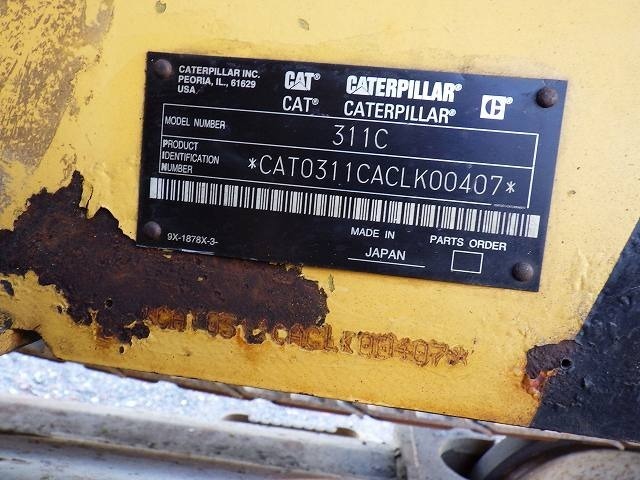 CATERPILLAR INC.
PEORIA, IL., 61629
USA
CAT® CATERPILLAR®
CAT® CATERPILLAR® C
MODEL NUMBER 311C
PRODUCT
IDENTIFICATION
NUMBER *CAT0311CACLK00407*
MADE IN
JAPAN
PARTS ORDER
9X-1878X-3-
CACLK00407*